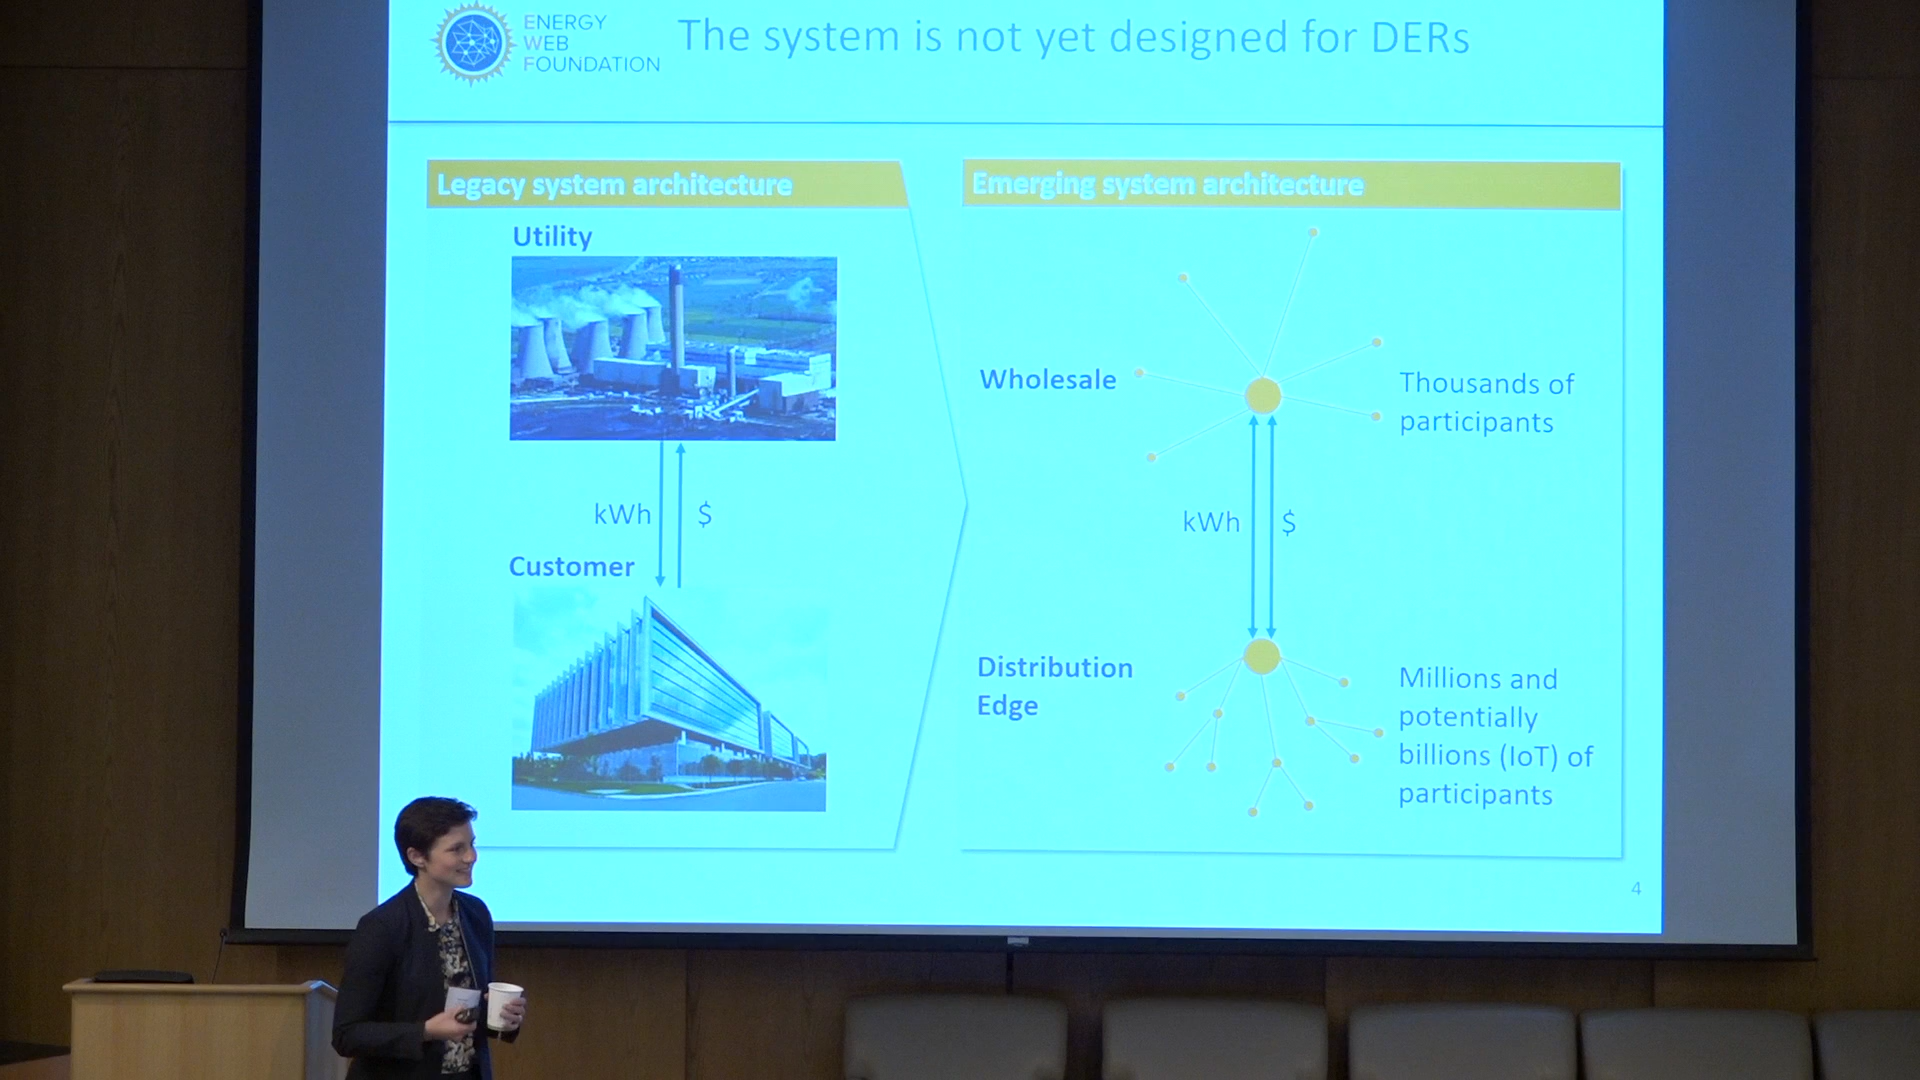 ENERGY
WEB
FOUNDATION
The system is not yet designed for DERs
Legacy system architecture
Utility
kWh
$
Customer
Emerging system architecture
Wholesale
Thousands of
participants
kWh
$
Distribution
Edge
Millions and
potentially
billions (IoT) of
participants
4